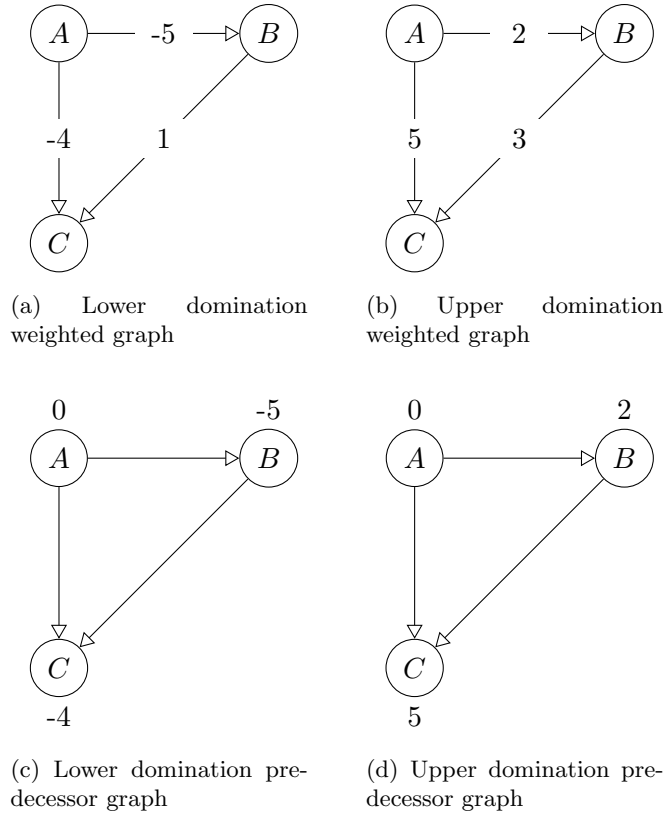 A -5 B
-4 1
C
A 2 B
5 3
C
(a) Lower domination
weighted graph
(b) Upper domination
weighted graph
0 -5
A B
C
-4
0 2
A B
C
5
(c) Lower domination pre-
decessor graph
(d) Upper domination pre-
decessor graph